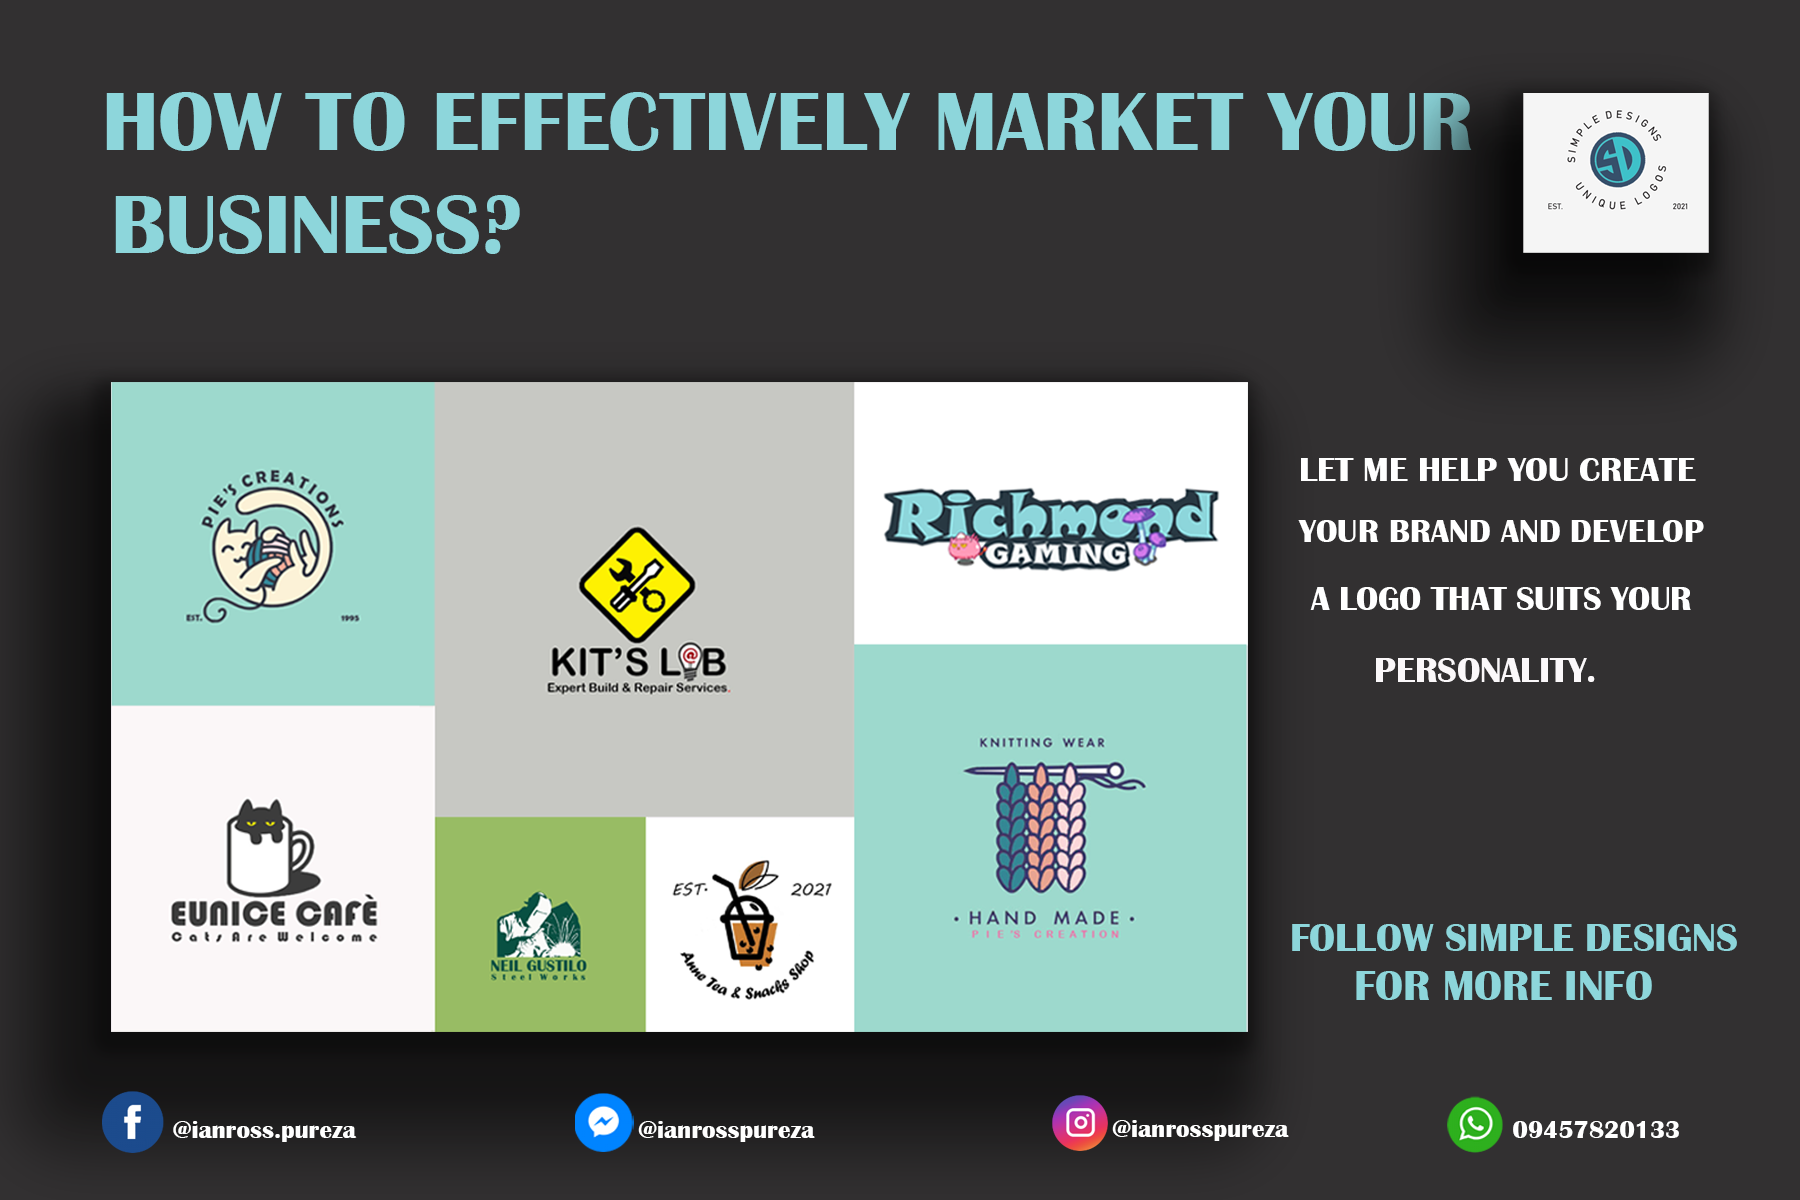 HOW TO EFFECTIVELY MARKET YOUR
BUSINESS?
SIMPLE DESIGNS
UNIQUE LOGOS
EST.
2021
PIE'S CREATIONS
EST.
1995
KIT'S L@B
Expert Build & Repair Services.
Richmond
GAMING
LET ME HELP YOU CREATE
YOUR BRAND AND DEVELOP
A LOGO THAT SUITS YOUR
PERSONALITY.
EUNICE CAFÈ
Cats Are Welcome
NEIL GUSTILO
Steel Works
EST.
2021
Anne Tea & Snacks Shop
KNITTING WEAR
• HAND MADE •
PIE'S CREATION
FOLLOW SIMPLE DESIGNS
FOR MORE INFO
@ianross.pureza
@ianrosspureza
@ianrosspureza
09457820133